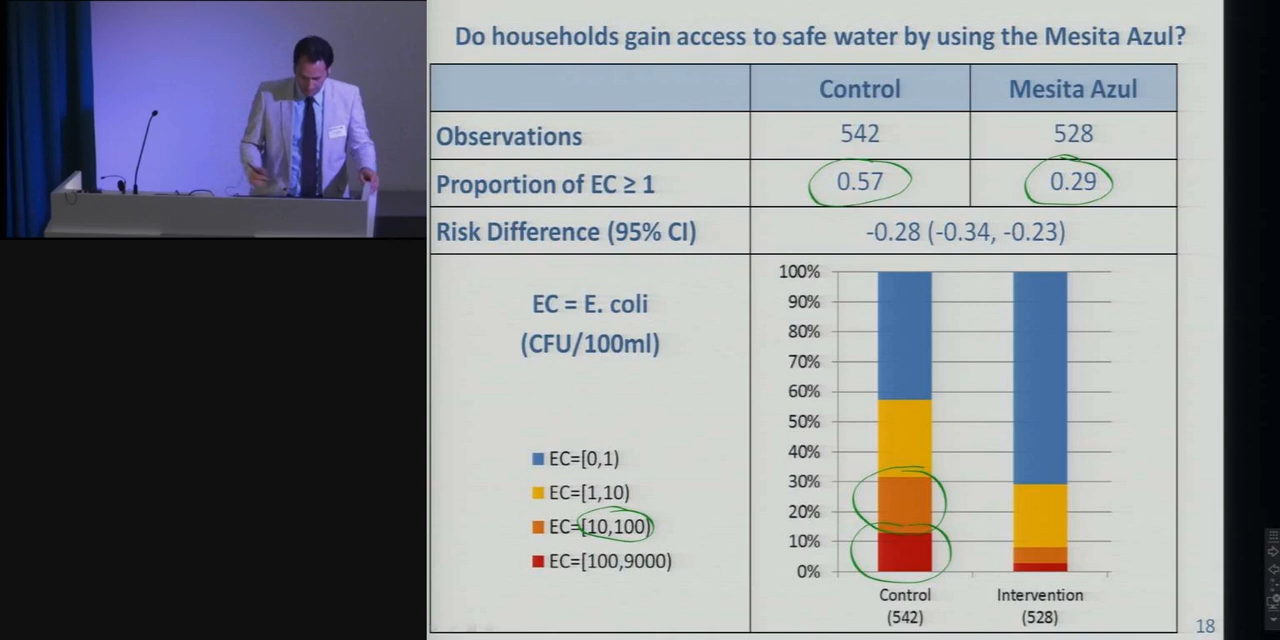 Do households gain access to safe water by using the Mesita Azul?
Control Mesita Azul
Observations 542 528
Proportion of EC ≥ 1 0.57 0.29
Risk Difference (95% CI) -0.28 (-0.34, -0.23)
EC = E. coli
(CFU/100ml)
EC=[0,1)
EC=[1,10)
EC=[10,100)
EC=[100,9000)
100%
90%
80%
70%
60%
50%
40%
30%
20%
10%
0%
Control
(542)
Intervention
(528)
18